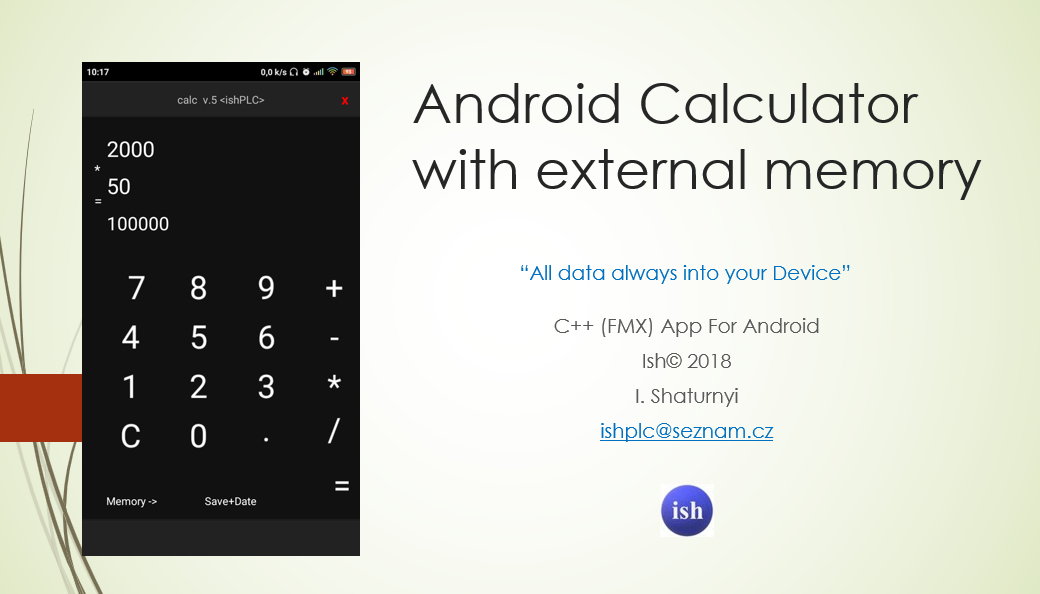 10:17 0,0 k/s
calc v.5 <ishPLC> x
2000
*
50
=
100000
7 8 9 +
4 5 6 -
1 2 3 *
C 0 . /
=
Memory -> Save+Date
Android Calculator
with external memory
“All data always into your Device”
C++ (FMX) App For Android
Ish© 2018
I. Shaturnyi
ishplc@seznam.cz
ish